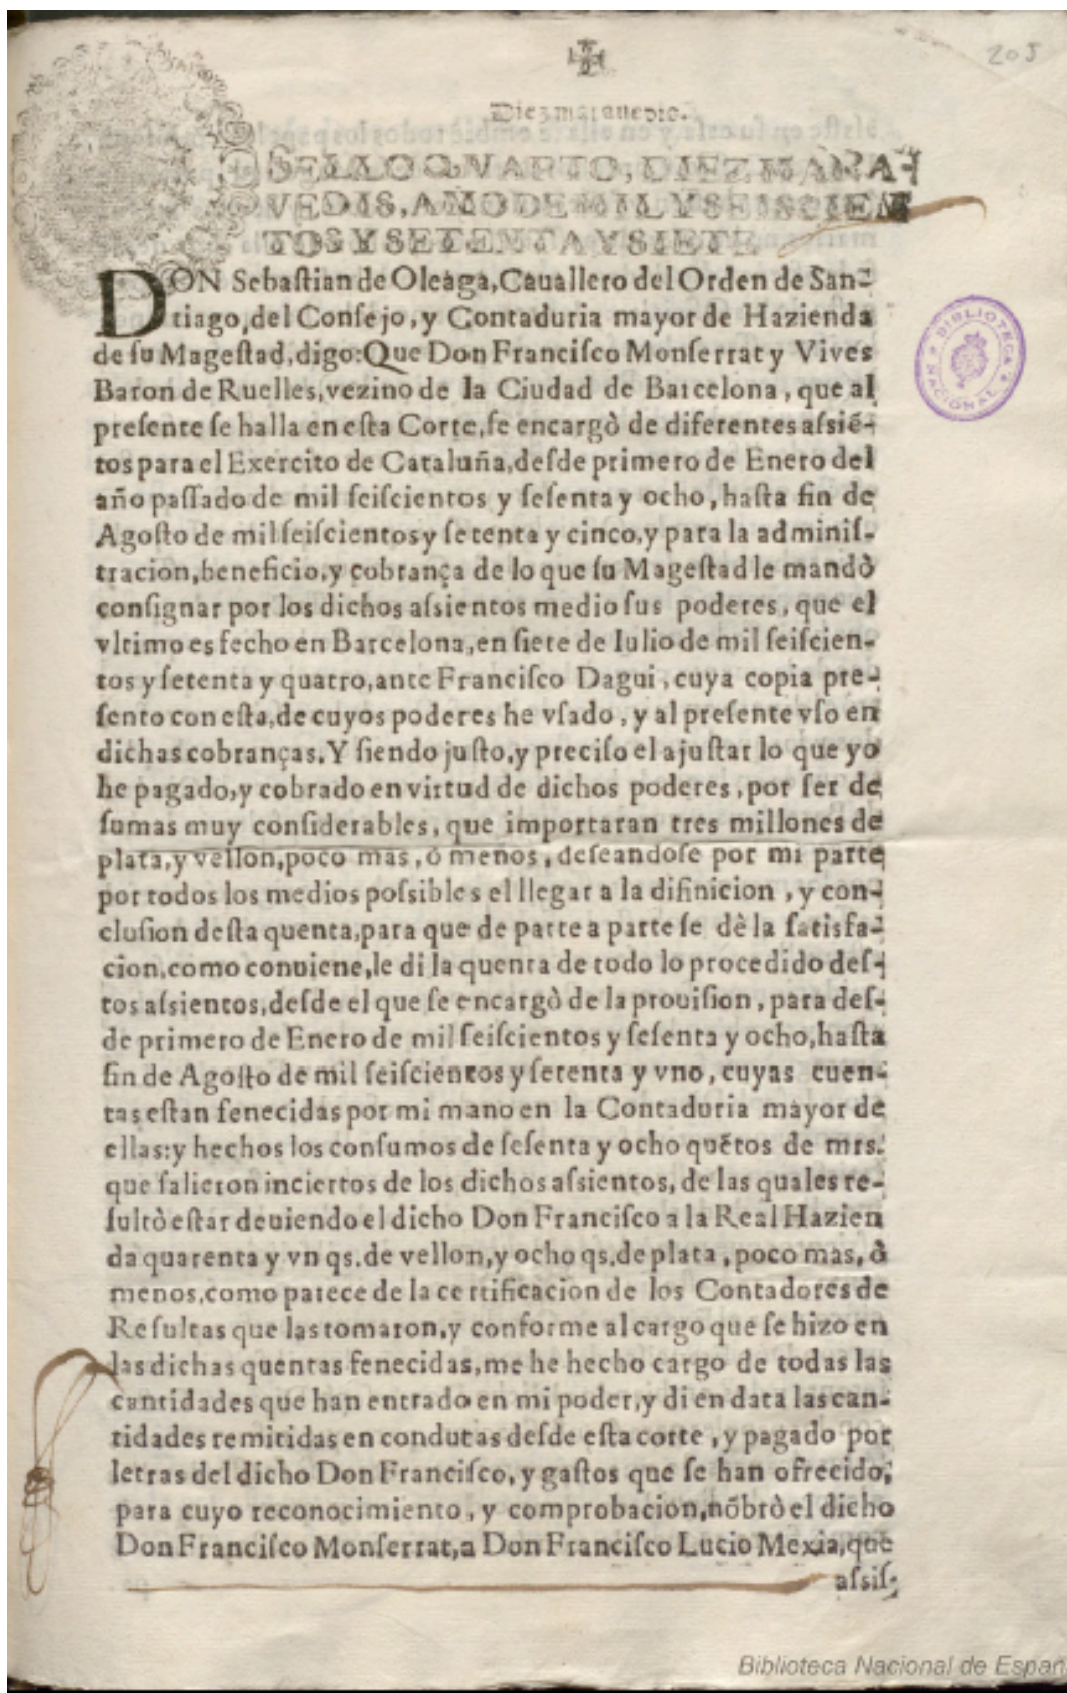 205
Diez marauedis.
SELLO QVARTO, DIEZ MARA-
VEDIS, AÑO DE MIL Y SEISCIEN
TOS Y SETENTA Y SIETE
DON Sebastian de Oleaga, Cauallero del Orden de San-
tiago, del Consejo, y Contaduria mayor de Hazienda
de su Magestad, digo: Que Don Francisco Monserrat y Vives
Baron de Ruelles, vezino de la Ciudad de Barcelona, que al
presente se halla en esta Corte, se encargò de diferentes assiẽ-
tos para el Exercito de Cataluña, desde primero de Enero del
año passado de mil seiscientos y sesenta y ocho, hasta fin de
Agosto de mil seiscientos y setenta y cinco, y para la adminis-
tracion, beneficio, y cobrança de lo que su Magestad le mandò
consignar por los dichos assientos medio sus poderes, que el
vltimo es fecho en Barcelona, en siete de Iulio de mil seiscien-
tos y setenta y quatro, ante Francisco Dagui, cuya copia pre-
sento con esta, de cuyos poderes he vsado, y al presente vso en
dichas cobranças. Y siendo justo, y preciso el ajustar lo que yo
he pagado, y cobrado en virtud de dichos poderes, por ser de
sumas muy considerables, que importaran tres millones de
plata, y vellon, poco mas, ò menos, deseandose por mi parte
por todos los medios possibles el llegar a la difinicion, y con-
clusion desta quenta, para que de parte a parte se dè la satisfa-
cion, como conuiene, le di la quenta de todo lo procedido des-
tos assientos, desde el que se encargò de la prouision, para des-
de primero de Enero de mil seiscientos y sesenta y ocho, hasta
fin de Agosto de mil seiscientos y setenta y vno, cuyas cuen-
tas estan fenecidas por mi mano en la Contaduria mayor de
ellas: y hechos los consumos de sesenta y ocho quẽtos de mrs.
que salieron inciertos de los dichos assientos, de las quales re-
sultò estar deuiendo el dicho Don Francisco a la Real Hazien
da quarenta y vn qs. de vellon, y ocho qs. de plata, poco mas, ò
menos, como parece de la certificacion de los Contadores de
Resultas que las tomaron, y conforme al cargo que se hizo en
las dichas quentas fenecidas, me he hecho cargo de todas las
cantidades que han entrado en mi poder, y di en data las can-
tidades remitidas en condutas desde esta corte, y pagado por
letras del dicho Don Francisco, y gastos que se han ofrecido,
para cuyo reconocimiento, y comprobacion, nõbrò el dicho
Don Francisco Monserrat, a Don Francisco Lucio Mexia, que
assis-
BIBLIOTECA NACIONAL
Biblioteca Nacional de Españ